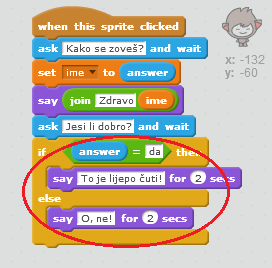 when this sprite clicked
ask Kako se zoveš? and wait
set ime to answer
say join Zdravo ime
ask Jesi li dobro? and wait
if answer = da then
say To je lijepo čuti! for 2 secs
else
say O, ne! for 2 secs
x: -132
y: -60